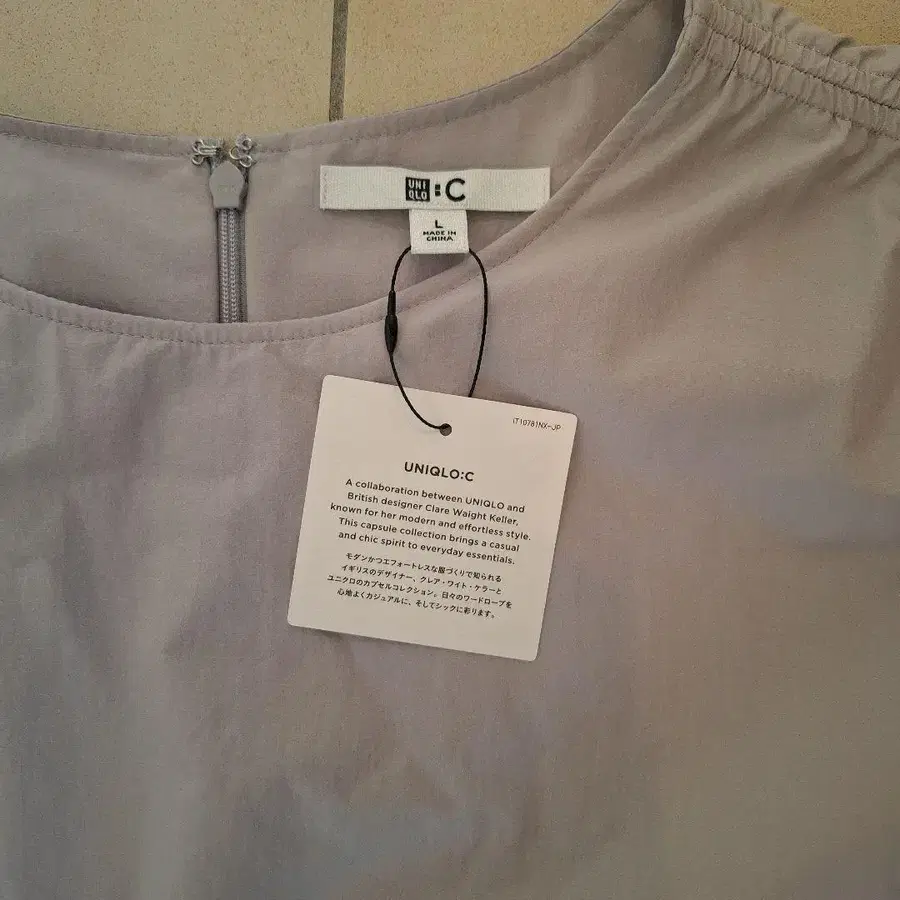 UNI
QLO : C
L
MADE IN
CHINA
IT10781NX-JP
UNIQLO:C
A collaboration between UNIQLO and
British designer Clare Waight Keller,
known for her modern and effortless style.
This capsule collection brings a casual
and chic spirit to everyday essentials.
モダンかつエフォートレスな服づくりで知られる
イギリスのデザイナー、クレア・ワイト・ケラーと
ユニクロのカプセルコレクション。日々のワードローブを
心地よくカジュアルに、そしてシックに彩ります。